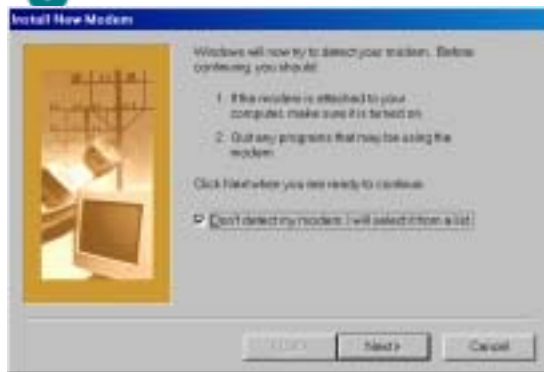 Install New Modem
Windows will now try to detect your modem. Before
continuing, you should:
1. If the modem is attached to your
computer, make sure it is turned on.
2. Quit any programs that may be using the
modem.
Click Next when you are ready to continue.
Don't detect my modem; I will select it from a list.
< Back
Next >
Cancel